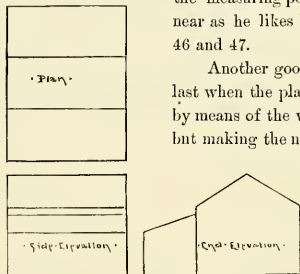 the measuring po
near as he likes
46 and 47.
Another goo
last when the pla
by means of the v
but making the n
· Plan ·
· Side · Elevation ·
· End · Elevation ·